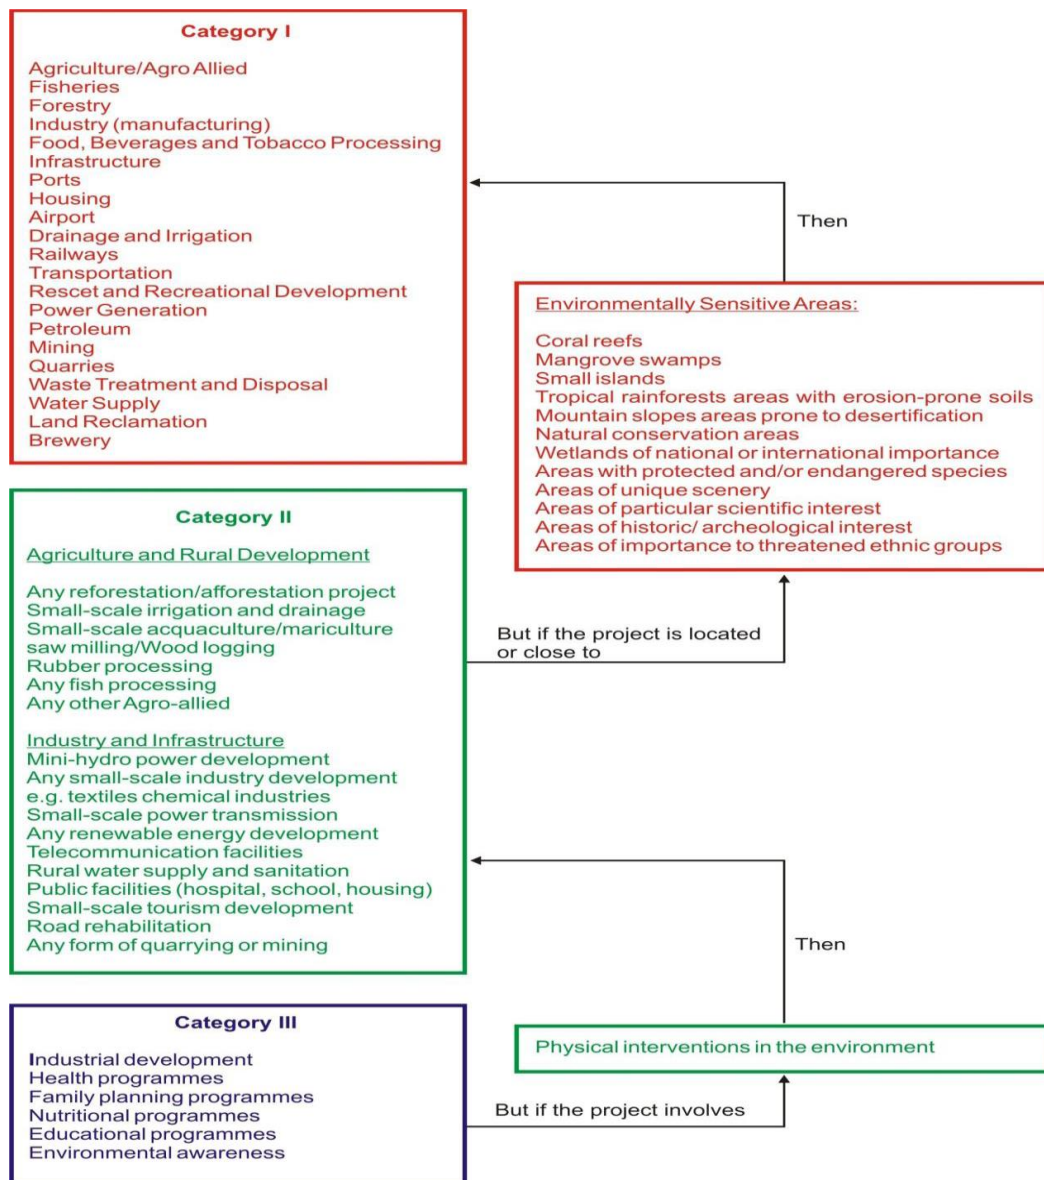 Category I
Agriculture/Agro Allied
Fisheries
Forestry
Industry (manufacturing)
Food, Beverages and Tobacco Processing
Infrastructure
Ports
Housing
Airport
Drainage and Irrigation
Railways
Transportation
Rescet and Recreational Development
Power Generation
Petroleum
Mining
Quarries
Waste Treatment and Disposal
Water Supply
Land Reclamation
Brewery
Then
Environmentally Sensitive Areas:
Coral reefs
Mangrove swamps
Small islands
Tropical rainforests areas with erosion-prone soils
Mountain slopes areas prone to desertification
Natural conservation areas
Wetlands of national or international importance
Areas with protected and/or endangered species
Areas of unique scenery
Areas of particular scientific interest
Areas of historic/ archeological interest
Areas of importance to threatened ethnic groups
Category II
Agriculture and Rural Development
Any reforestation/afforestation project
Small-scale irrigation and drainage
Small-scale acquaculture/mariculture
saw milling/Wood logging
Rubber processing
Any fish processing
Any other Agro-allied
Industry and Infrastructure
Mini-hydro power development
Any small-scale industry development
e.g. textiles chemical industries
Small-scale power transmission
Any renewable energy development
Telecommunication facilities
Rural water supply and sanitation
Public facilities (hospital, school, housing)
Small-scale tourism development
Road rehabilitation
Any form of quarrying or mining
But if the project is located
or close to
Then
Category III
Industrial development
Health programmes
Family planning programmes
Nutritional programmes
Educational programmes
Environmental awareness
But if the project involves
Physical interventions in the environment